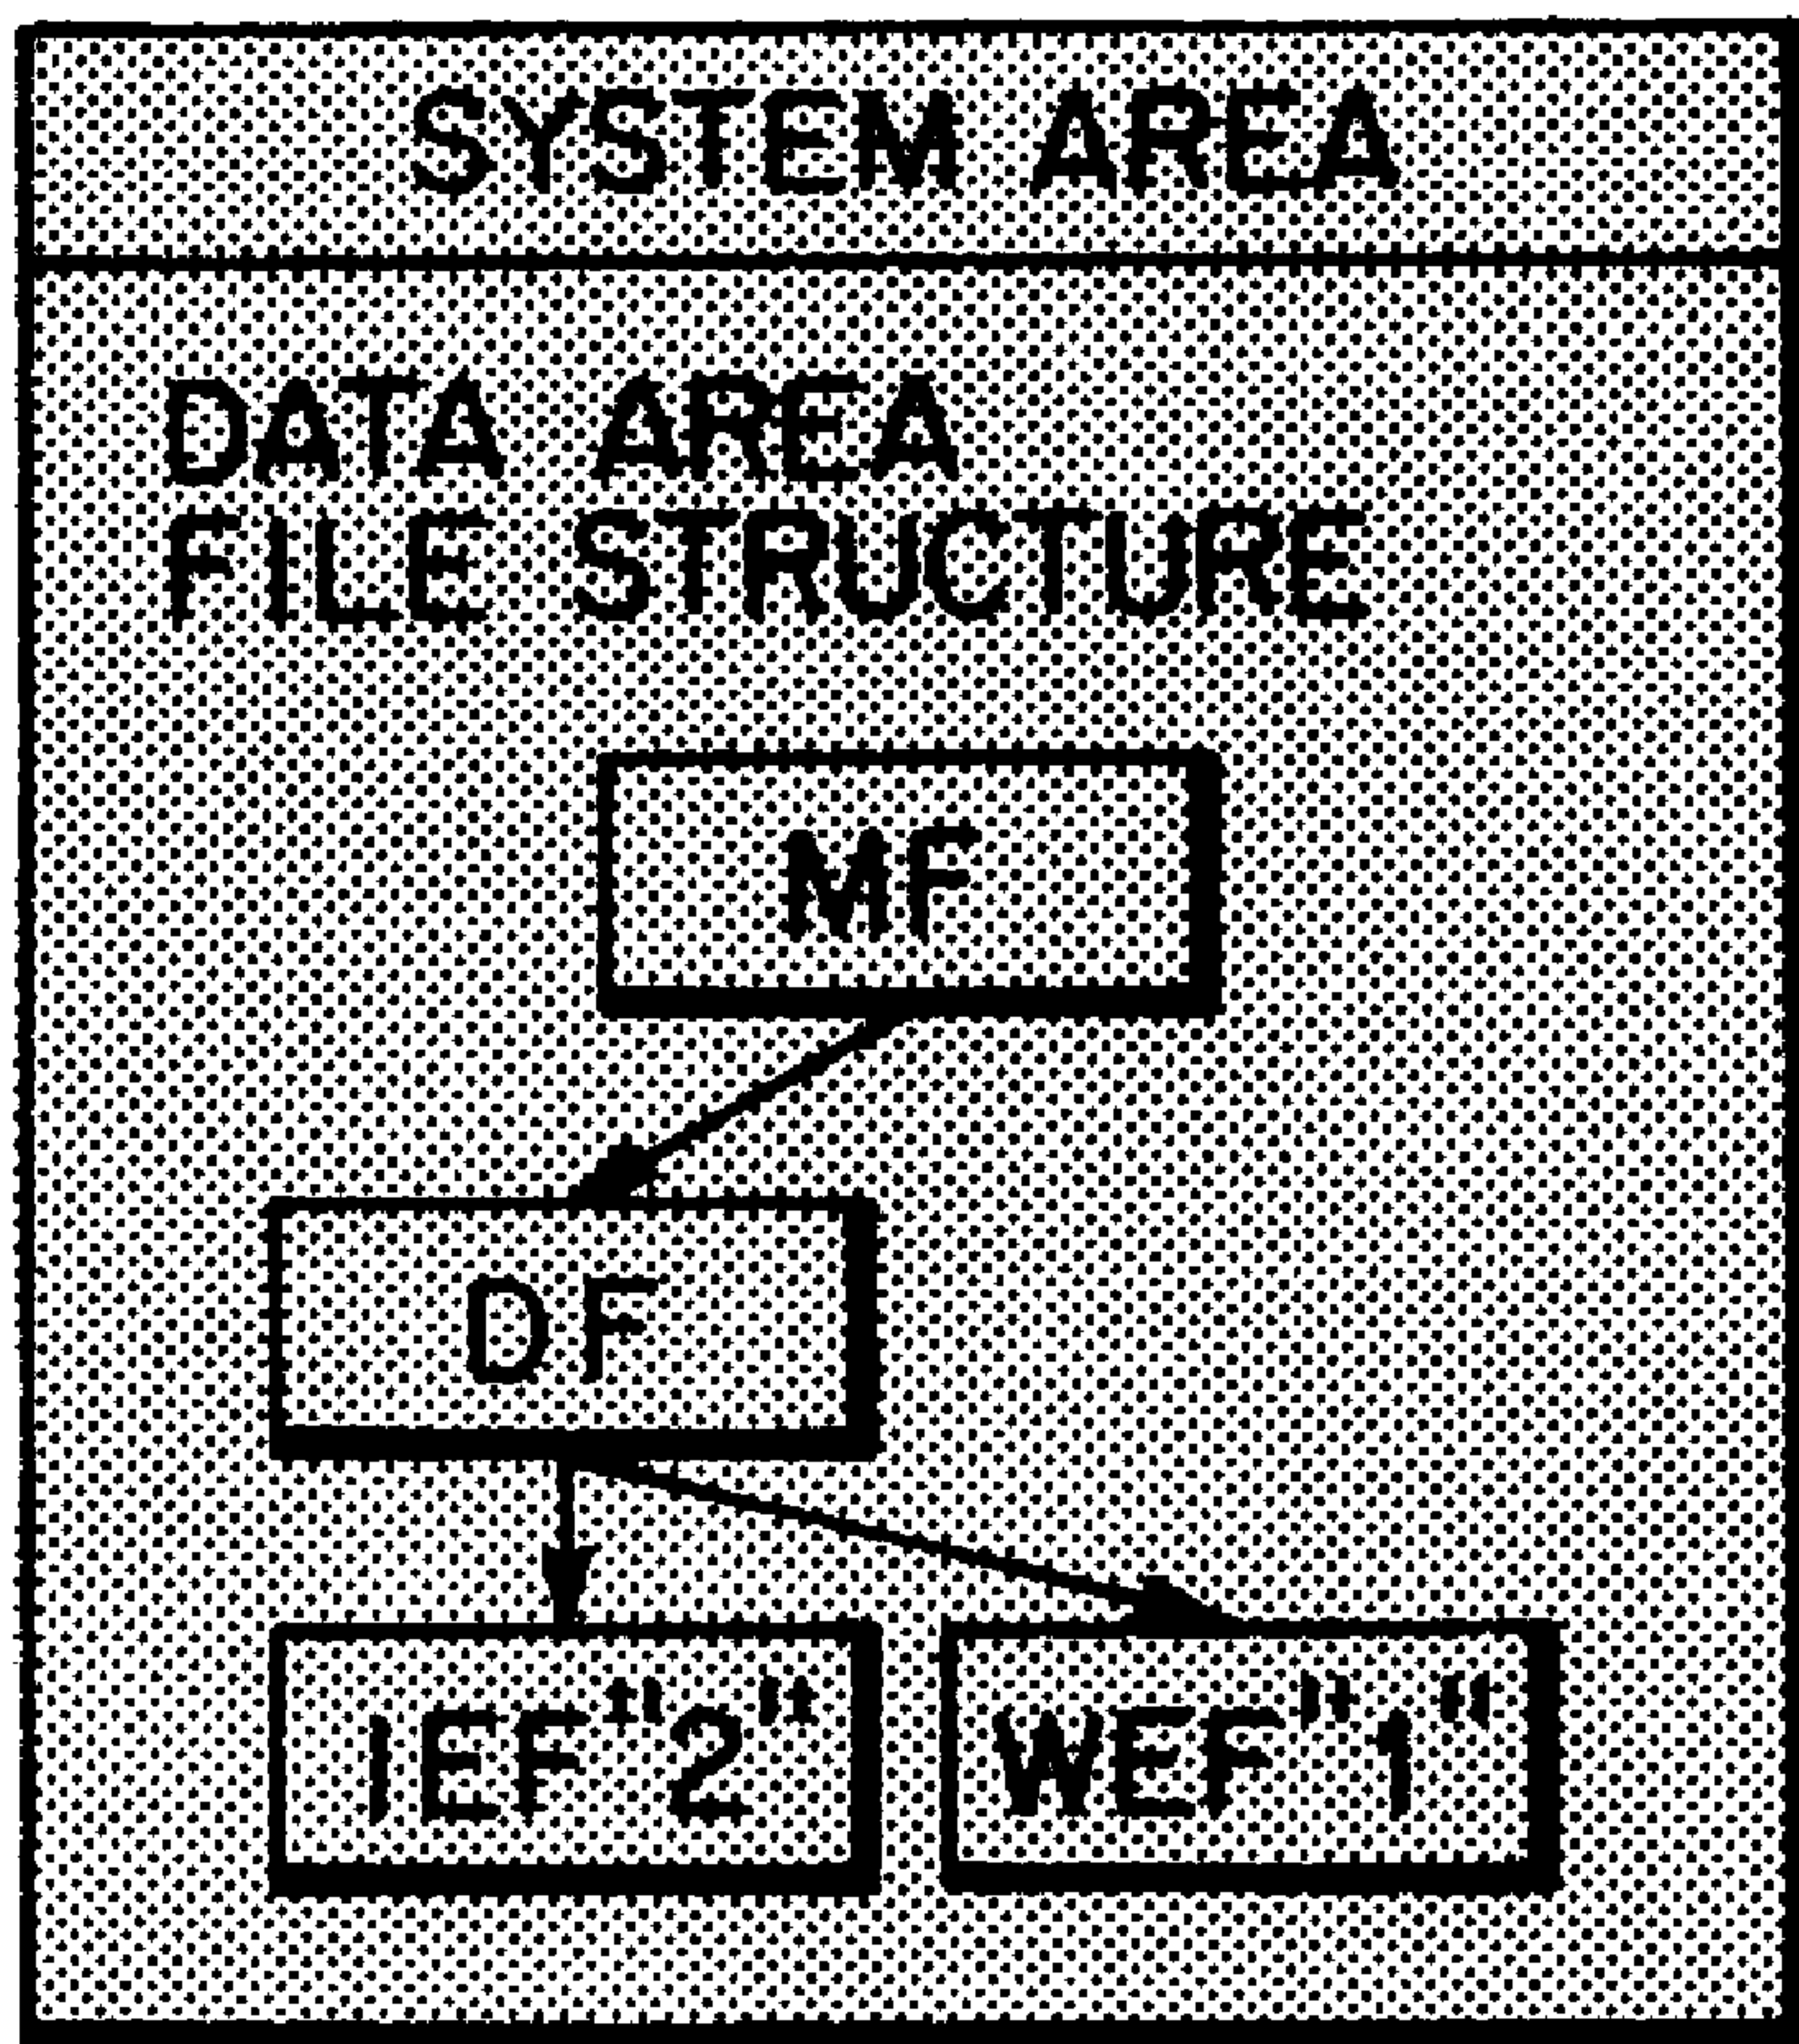 SYSTEM AREA
DATA AREA
FILE STRUCTURE
MF
DF
IEF"2" WEF"1"